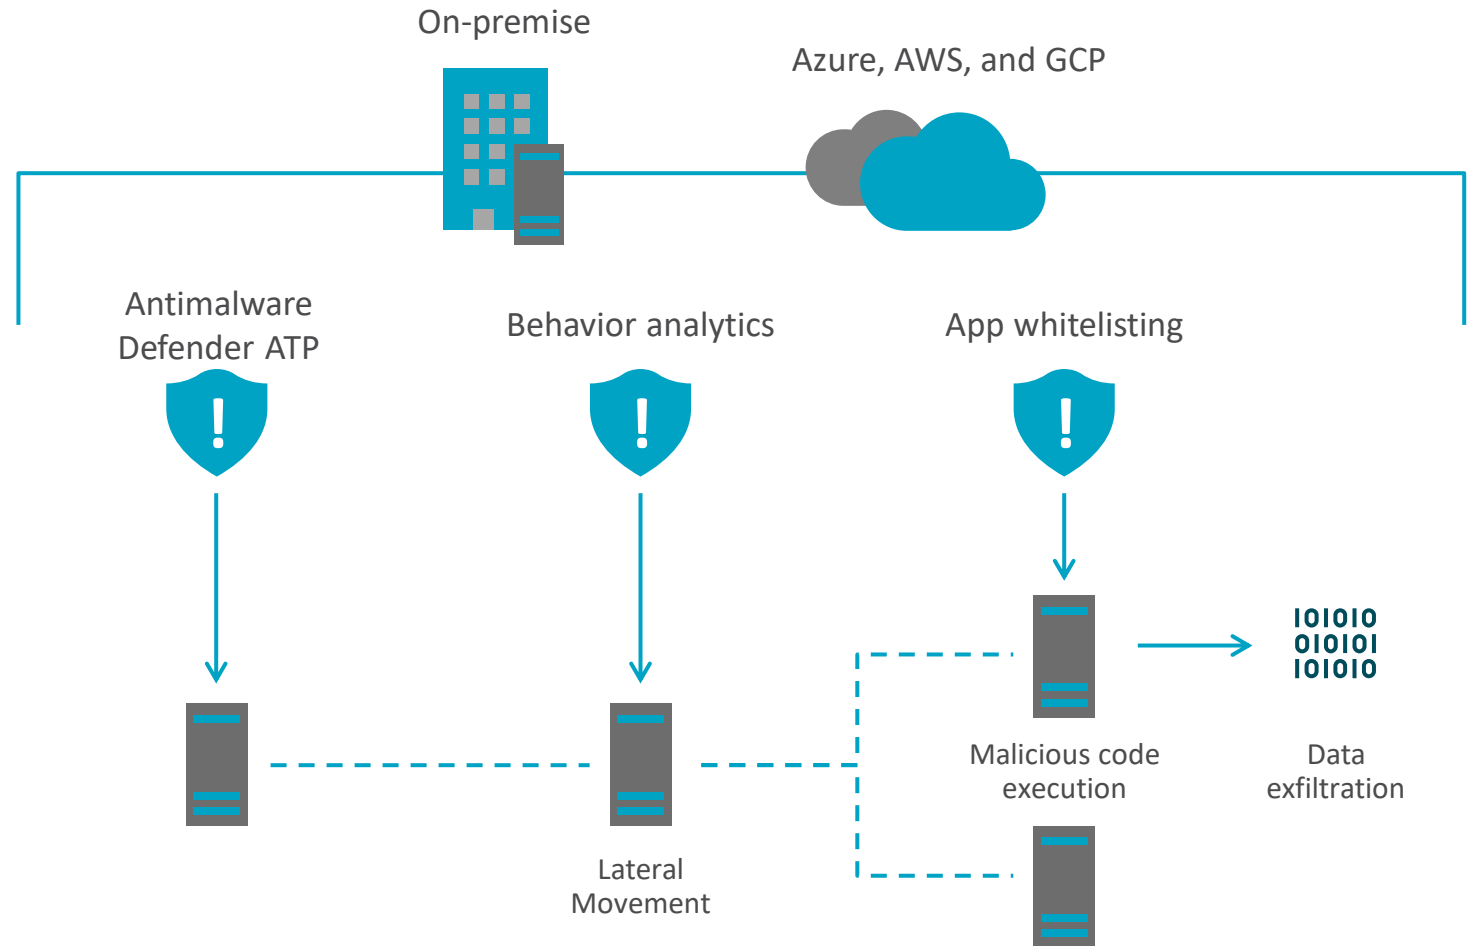 On-premise
Azure, AWS, and GCP
Antimalware
Defender ATP
Behavior analytics
App whitelisting
!
!
!
101010
010101
101010
Malicious code
execution
Data
exfiltration
Lateral
Movement